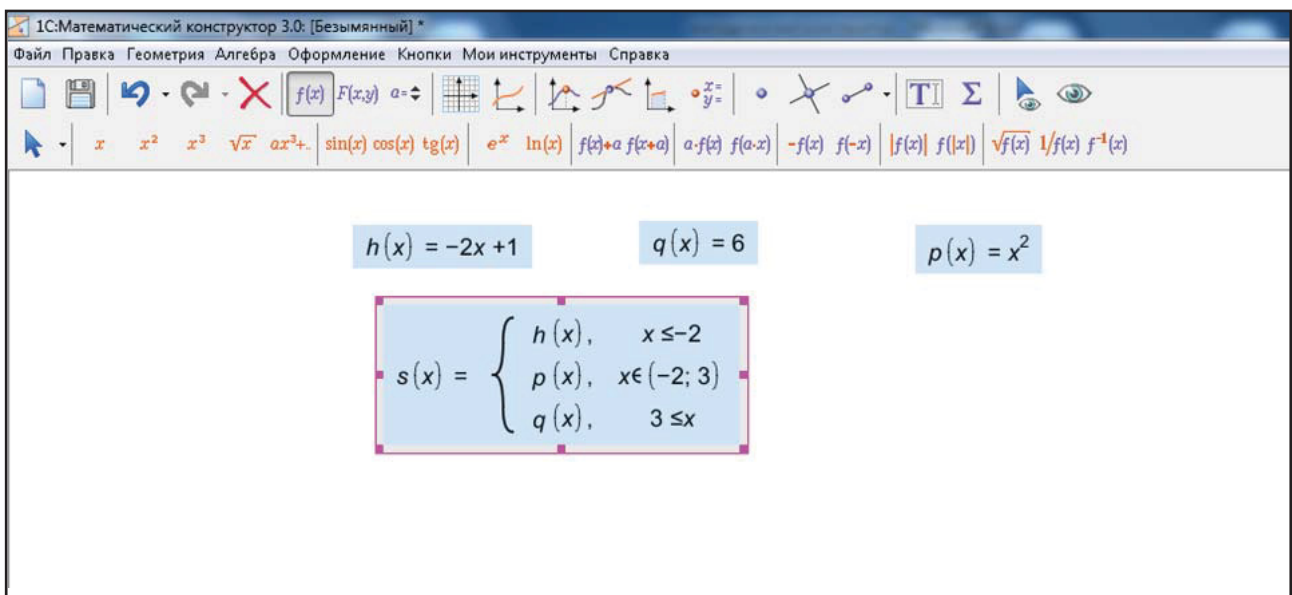 1С:Математический конструктор 3.0: [Безымянный] *
Файл Правка Геометрия Алгебра Оформление Кнопки Мои инструменты Справка
f(x) F(x,y) a= x= y= T Σ
x x² x³ √x ax³+.. sin(x) cos(x) tg(x) eˣ ln(x) f(x)+a f(x+a) a·f(x) f(a·x) -f(x) f(-x) |f(x)| f(|x|) √f(x) 1/f(x) f⁻¹(x)
h(x) = −2x +1 q(x) = 6 p(x) = x²
h(x), x ≤−2
s(x) = { p(x), x∈(−2; 3)
q(x), 3 ≤x